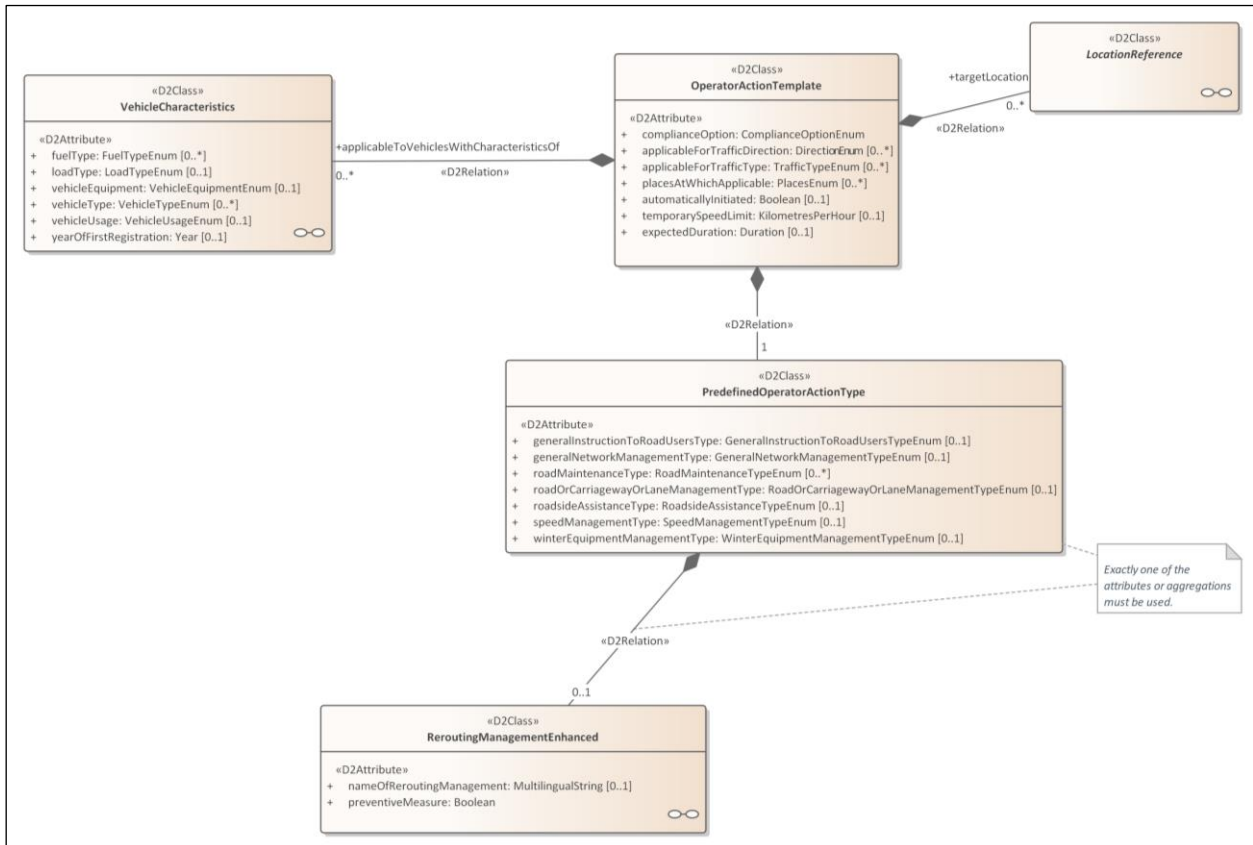 «D2Class»
LocationReference
«D2Class»
OperatorActionTemplate
«D2Attribute»
+ complianceOption: ComplianceOptionEnum
+ applicableForTrafficDirection: DirectionEnum [0..*]
+ applicableForTrafficType: TrafficTypeEnum [0..*]
+ placesAtWhichApplicable: PlacesEnum [0..*]
+ automaticallyInitiated: Boolean [0..1]
+ temporarySpeedLimit: KilometresPerHour [0..1]
+ expectedDuration: Duration [0..1]
+targetLocation
0..*
«D2Relation»
«D2Class»
VehicleCharacteristics
«D2Attribute»
+ fuelType: FuelTypeEnum [0..*]
+ loadType: LoadTypeEnum [0..1]
+ vehicleEquipment: VehicleEquipmentEnum [0..1]
+ vehicleType: VehicleTypeEnum [0..*]
+ vehicleUsage: VehicleUsageEnum [0..1]
+ yearOfFirstRegistration: Year [0..1]
+applicableToVehiclesWithCharacteristicsOf
0..*
«D2Relation»
«D2Relation»
1
«D2Class»
PredefinedOperatorActionType
«D2Attribute»
+ generalInstructionToRoadUsersType: GeneralInstructionToRoadUsersTypeEnum [0..1]
+ generalNetworkManagementType: GeneralNetworkManagementTypeEnum [0..1]
+ roadMaintenanceType: RoadMaintenanceTypeEnum [0..*]
+ roadOrCarriagewayOrLaneManagementType: RoadOrCarriagewayOrLaneManagementTypeEnum [0..1]
+ roadsideAssistanceType: RoadsideAssistanceTypeEnum [0..1]
+ speedManagementType: SpeedManagementTypeEnum [0..1]
+ winterEquipmentManagementType: WinterEquipmentManagementTypeEnum [0..1]
Exactly one of the
attributes or aggregations
must be used.
«D2Relation»
0..1
«D2Class»
ReroutingManagementEnhanced
«D2Attribute»
+ nameOfReroutingManagement: MultilingualString [0..1]
+ preventiveMeasure: Boolean